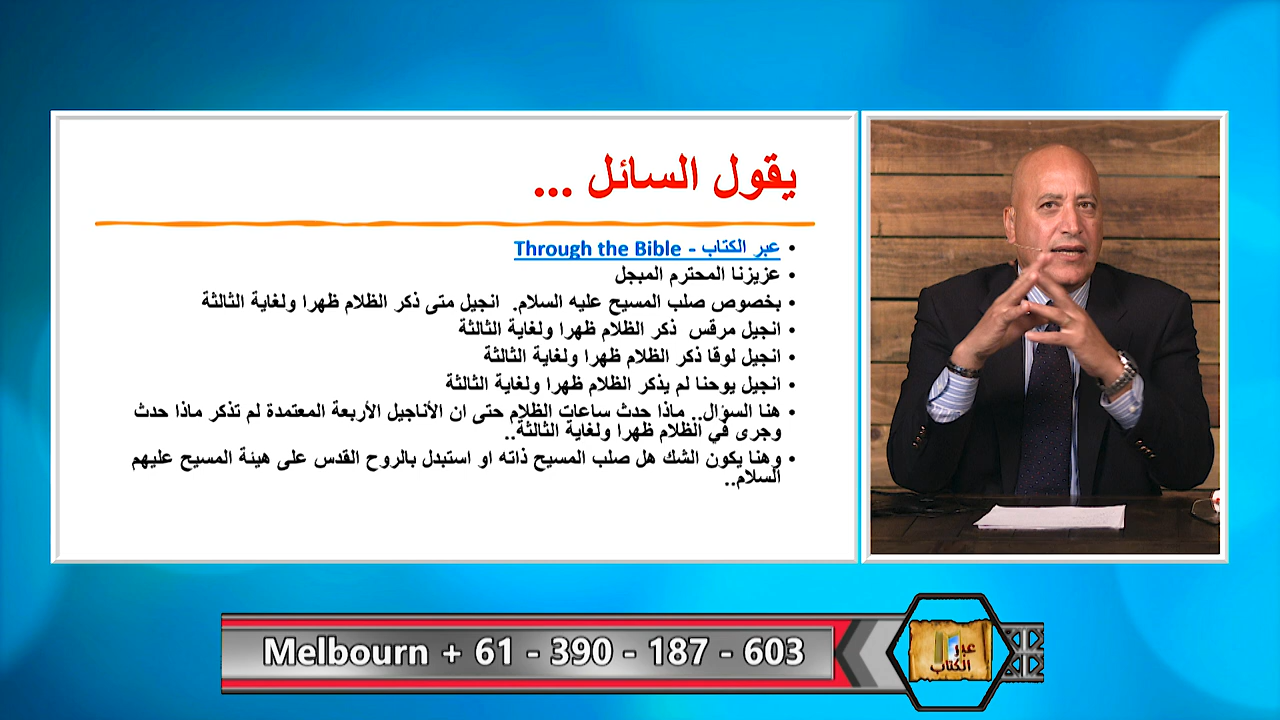 يقول السائل ...
• عبر الكتاب - Through the Bible
• عزيزنا المحترم المبجل
• بخصوص صلب المسيح عليه السلام. انجيل متى ذكر الظلام ظهرا ولغاية الثالثة
• انجيل مرقس ذكر الظلام ظهرا ولغاية الثالثة
• انجيل لوقا ذكر الظلام ظهرا ولغاية الثالثة
• انجيل يوحنا لم يذكر الظلام ظهرا ولغاية الثالثة
• هنا السؤال.. ماذا حدث ساعات الظلام حتى ان الأناجيل الأربعة المعتمدة لم تذكر ماذا حدث
وجرى في الظلام ظهرا ولغاية الثالثة..
• وهنا يكون الشك هل صلب المسيح ذاته او استبدل بالروح القدس على هيئة المسيح عليهم
السلام..
Melbourn + 61 - 390 - 187 - 603
عبر
الكتاب